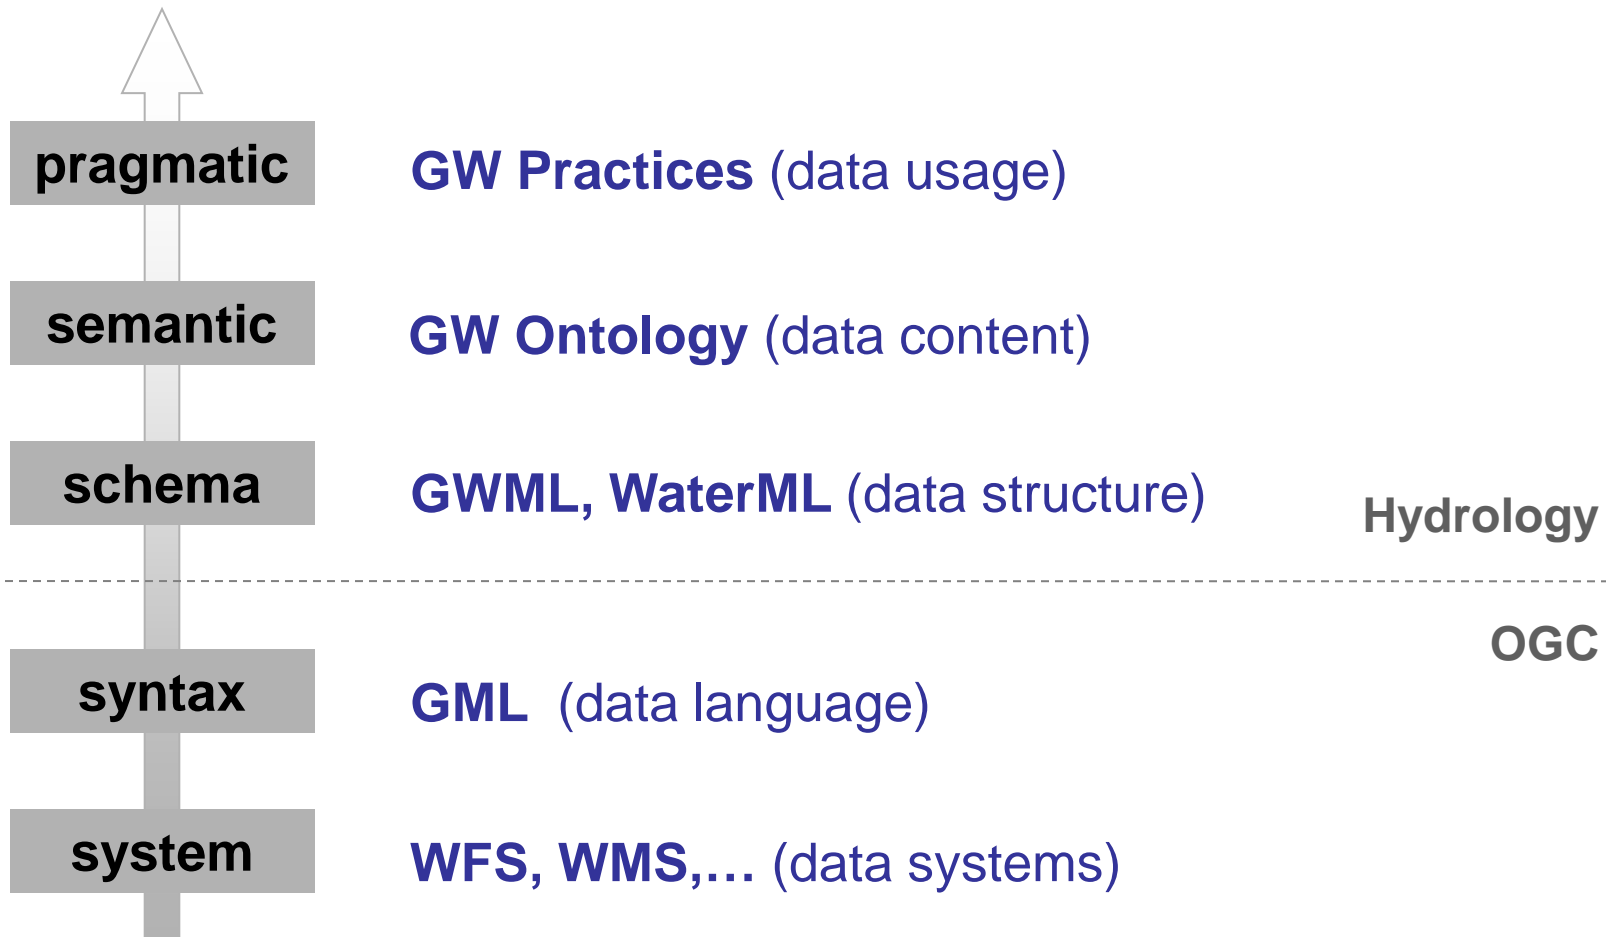 pragmatic
GW Practices (data usage)
semantic
GW Ontology (data content)
schema
GWML, WaterML (data structure)
Hydrology
OGC
syntax
GML (data language)
system
WFS, WMS,… (data systems)